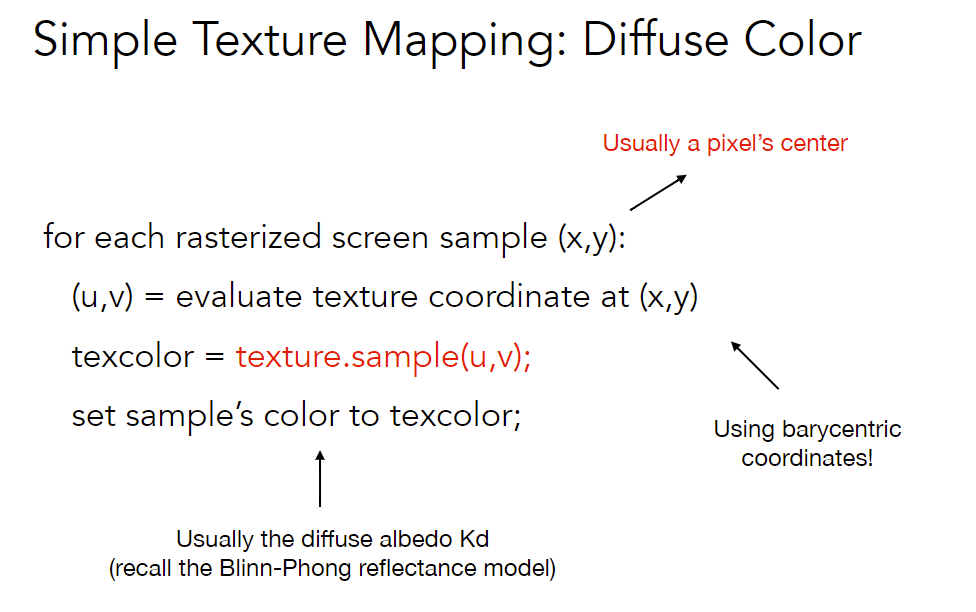 Simple Texture Mapping: Diffuse Color
Usually a pixel’s center
for each rasterized screen sample (x,y):
(u,v) = evaluate texture coordinate at (x,y)
texcolor = texture.sample(u,v);
set sample’s color to texcolor;
Using barycentric
coordinates!
Usually the diffuse albedo Kd
(recall the Blinn-Phong reflectance model)